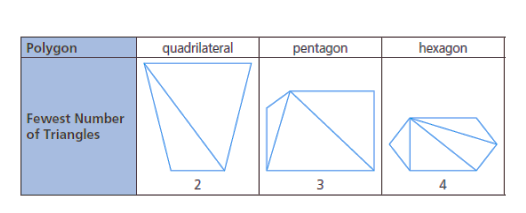 Polygon quadrilateral pentagon hexagon
Fewest Number
of Triangles
2 3 4